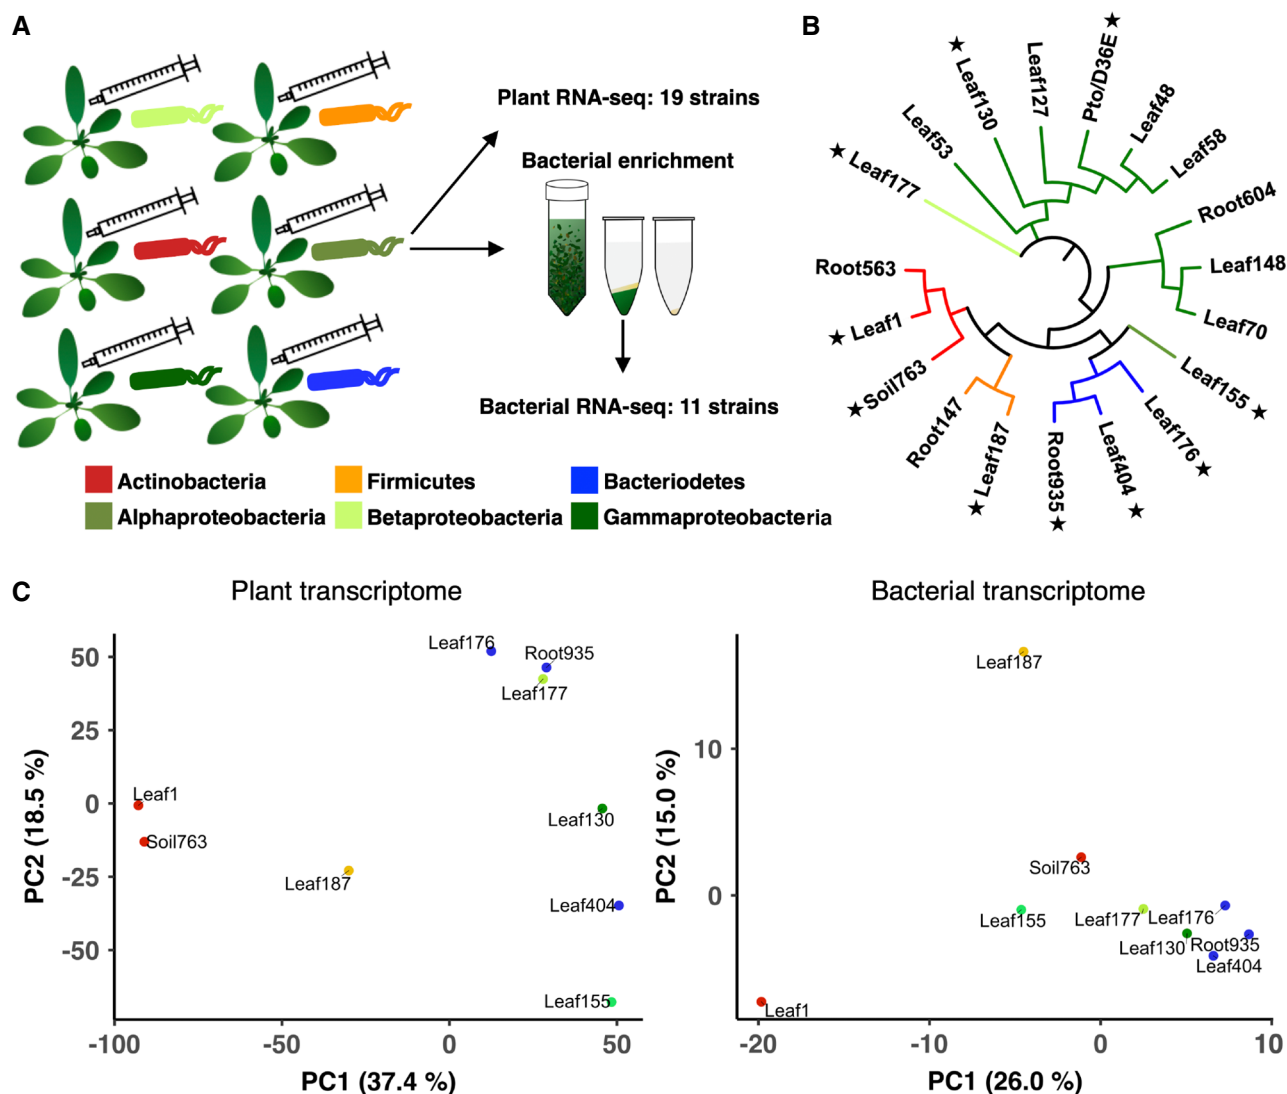 A
Plant RNA-seq: 19 strains
Bacterial enrichment
Bacterial RNA-seq: 11 strains
Actinobacteria
Firmicutes
Bacteriodetes
Alphaproteobacteria
Betaproteobacteria
Gammaproteobacteria
B
Leaf177
Leaf53
Leaf130
Leaf127
Pto/D36E
Leaf48
Leaf58
Root604
Leaf148
Leaf70
Leaf155
Leaf176
Leaf404
Root935
Leaf187
Root147
Soil763
Leaf1
Root563
C
Plant transcriptome
PC2 (18.5 %)
50
25
0
-25
-50
Leaf176
Root935
Leaf177
Leaf1
Leaf130
Soil763
Leaf187
Leaf404
Leaf155
-100
-50
0
50
PC1 (37.4 %)
Bacterial transcriptome
PC2 (15.0 %)
10
0
Leaf187
Soil763
Leaf155
Leaf177
Leaf176
Leaf130
Root935
Leaf404
Leaf1
-20
-10
0
10
PC1 (26.0 %)